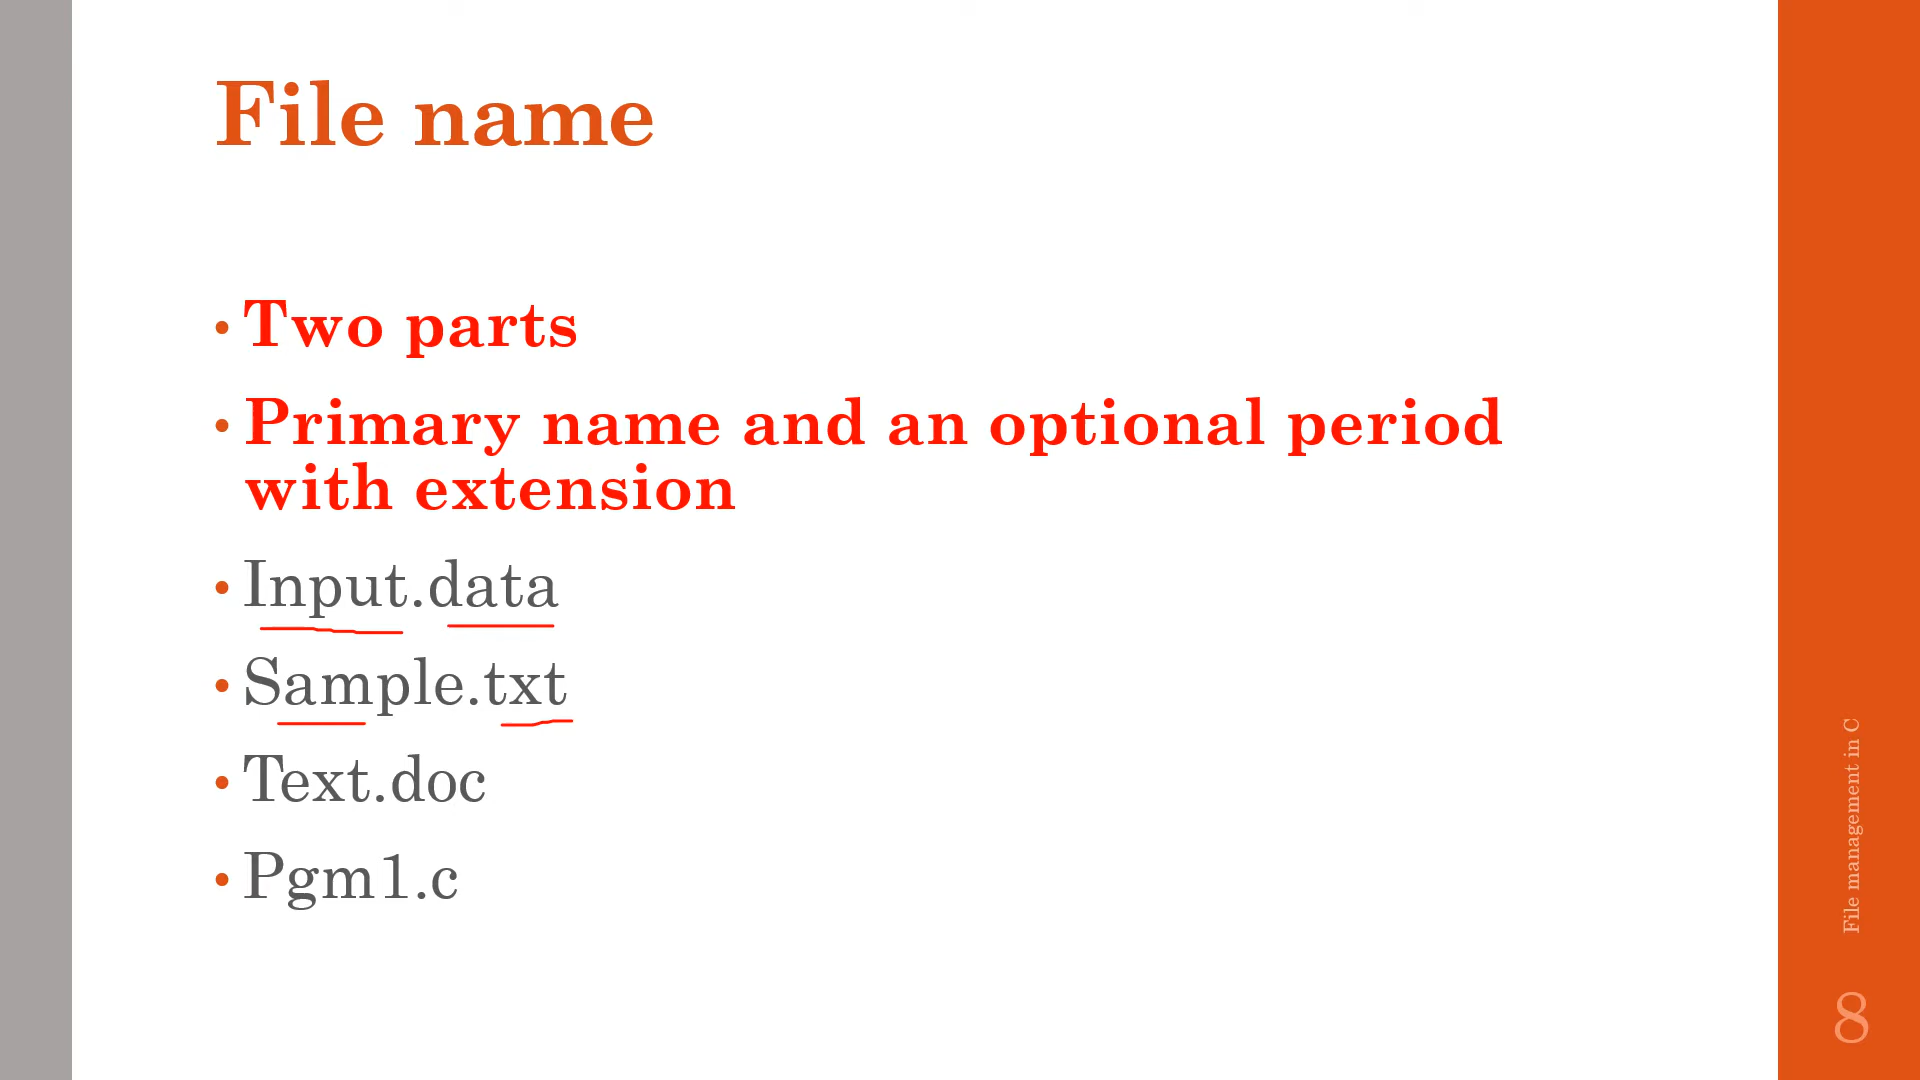 File name
• Two parts
• Primary name and an optional period
with extension
• Input.data
• Sample.txt
• Text.doc
• Pgm1.c
File management in C
8